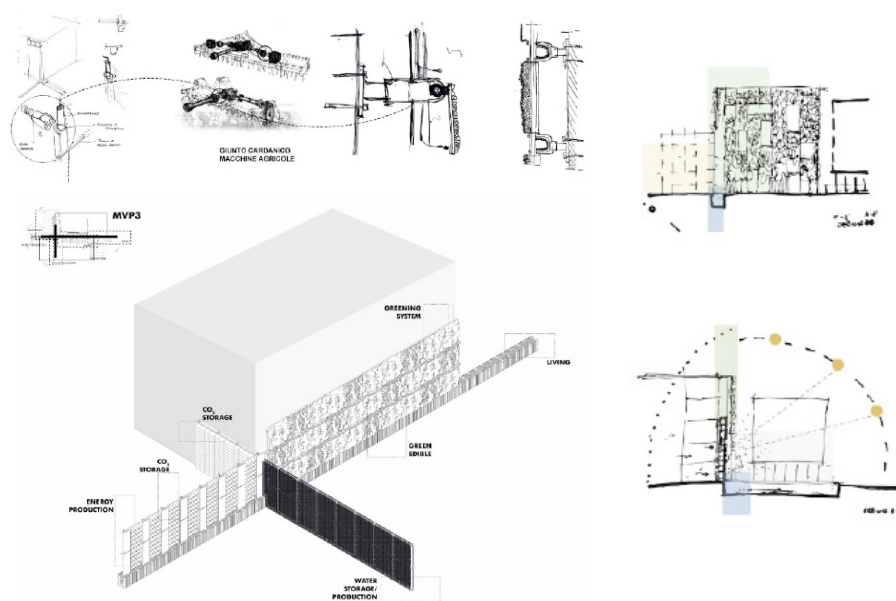 GIUNTO CARDANICO
MACCHINE AGRICOLE
MVP3
GREENING
SYSTEM
LIVING
CO₂
STORAGE
GREEN
EDIBLE
CO₂
STORAGE
ENERGY
PRODUCTION
WATER
STORAGE/
PRODUCTION